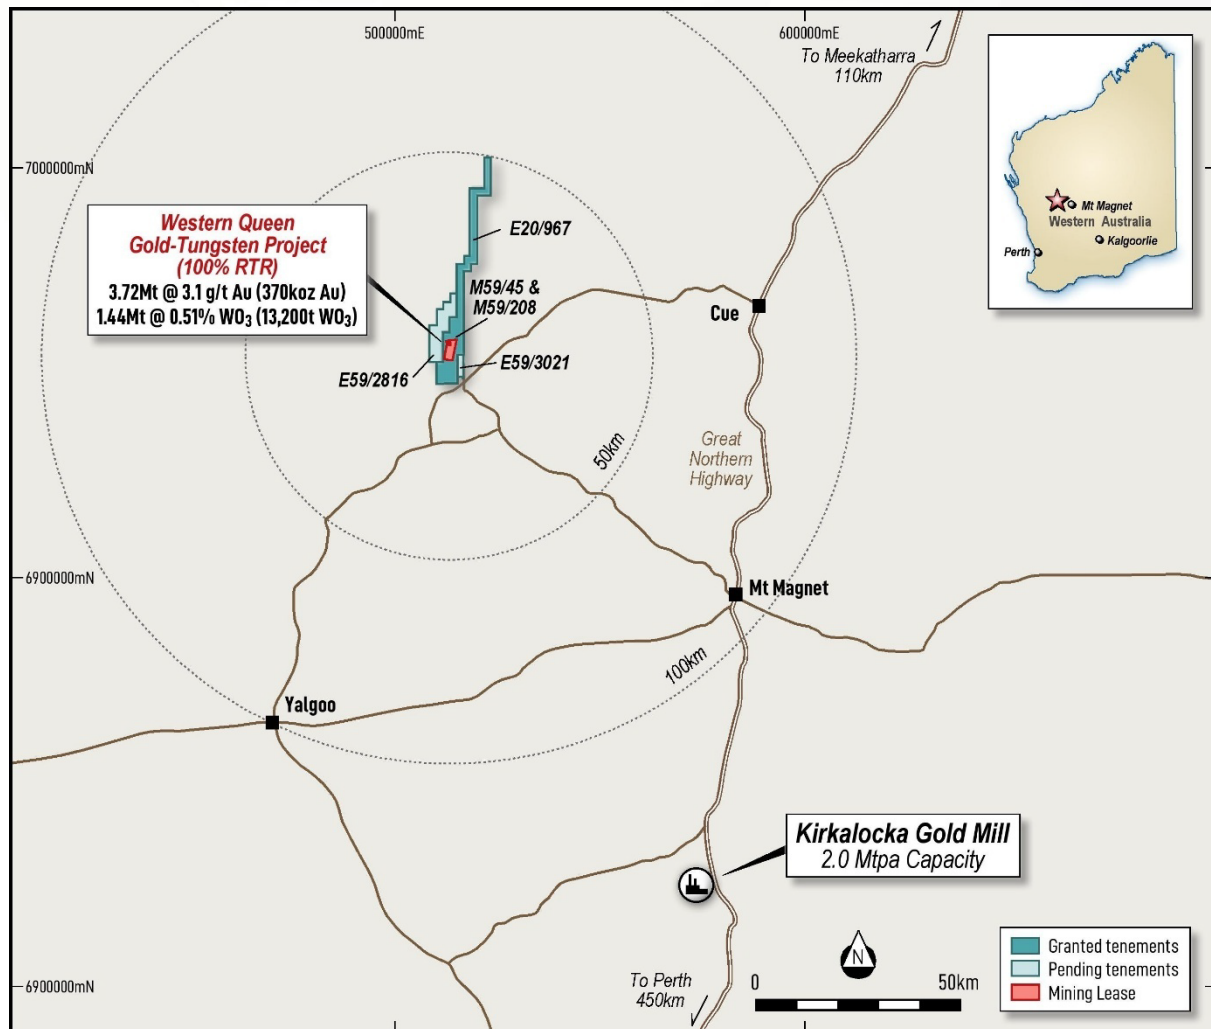 500000mE
600000mE
To Meekatharra
110km
7000000mN
Western Queen
Gold-Tungsten Project
(100% RTR)
3.72Mt @ 3.1 g/t Au (370koz Au)
1.44Mt @ 0.51% WO₃ (13,200t WO₃)
E20/967
M59/45 &
M59/208
E59/3021
E59/2816
Cue
Mt Magnet
Western Australia
Kalgoorlie
Perth
50km
Great
Northern
Highway
6900000mN
Mt Magnet
100km
Yalgoo
Kirkalocka Gold Mill
2.0 Mtpa Capacity
To Perth
450km
N
0
50km
Granted tenements
Pending tenements
Mining Lease
6900000mN